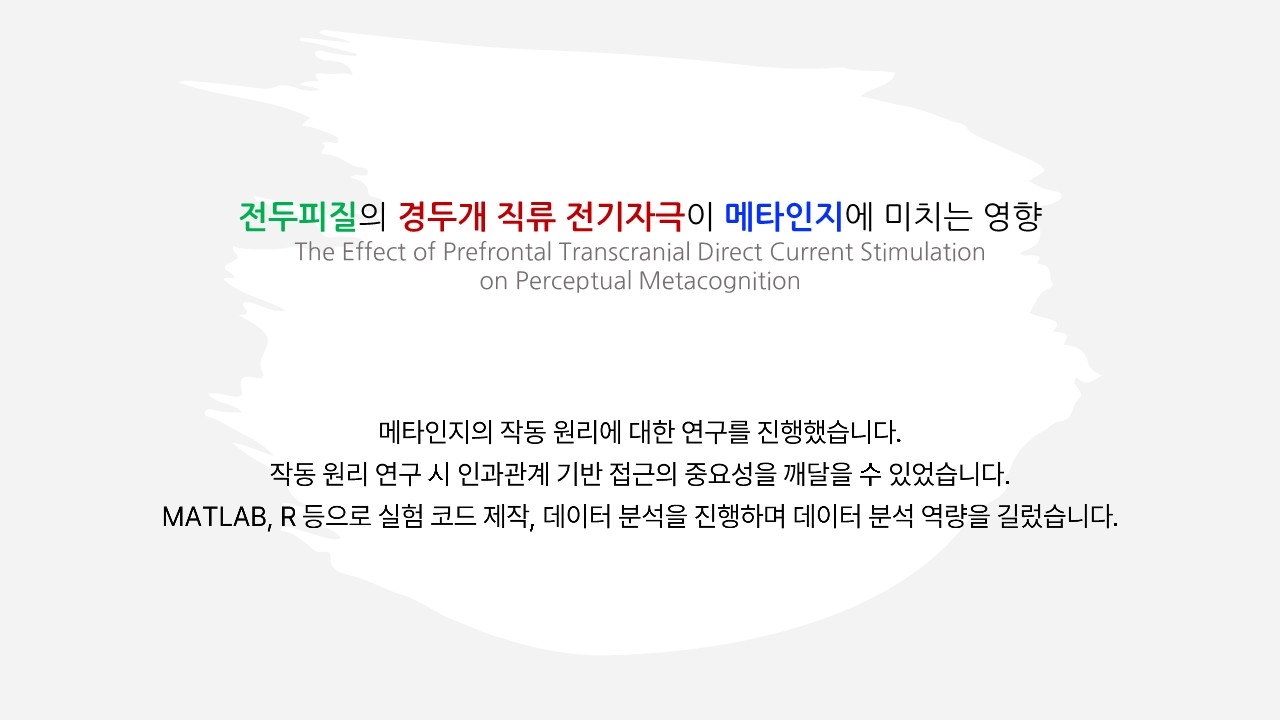 전두피질의 경두개 직류 전기자극이 메타인지에 미치는 영향
The Effect of Prefrontal Transcranial Direct Current Stimulation
on Perceptual Metacognition
메타인지의 작동 원리에 대한 연구를 진행했습니다.
작동 원리 연구 시 인과관계 기반 접근의 중요성을 깨달을 수 있었습니다.
MATLAB, R 등으로 실험 코드 제작, 데이터 분석을 진행하며 데이터 분석 역량을 길렀습니다.